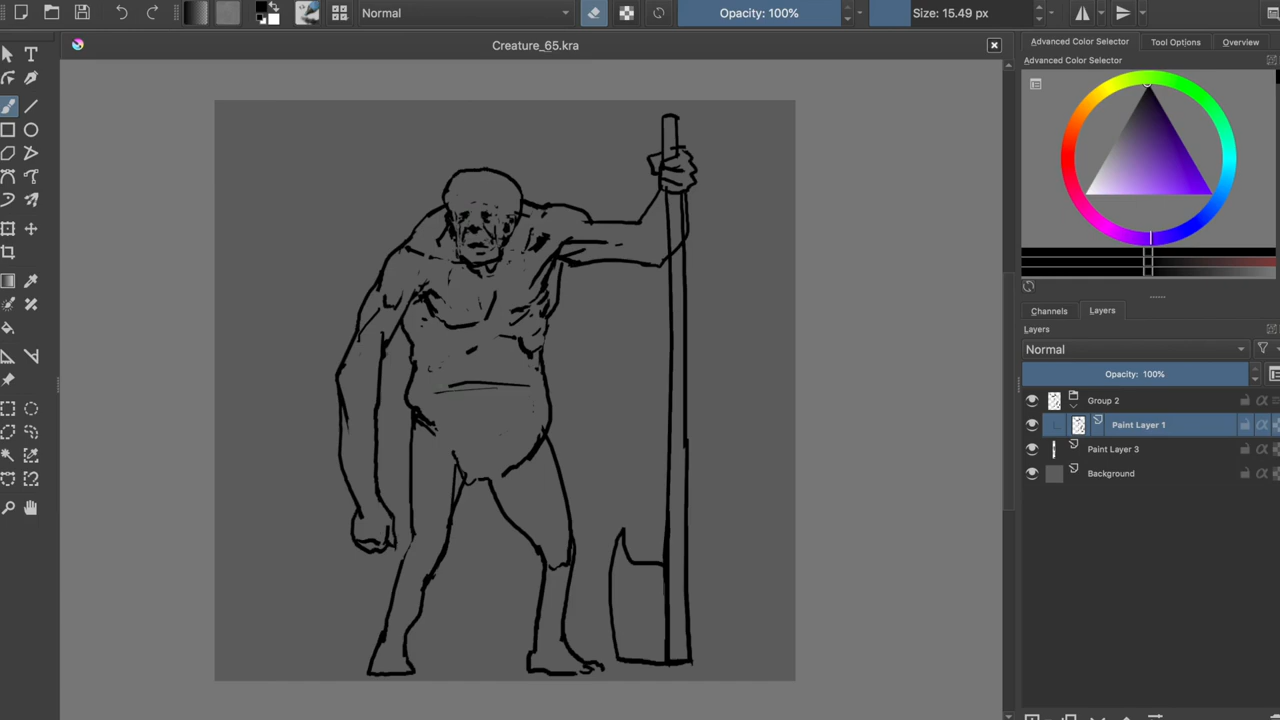 Normal
Opacity: 100%
Size: 15.49 px
Creature_65.kra
Advanced Color Selector
Tool Options
Overview
Advanced Color Selector
Channels
Layers
Layers
Normal
Opacity: 100%
Group 2
Paint Layer 1
Paint Layer 3
Background